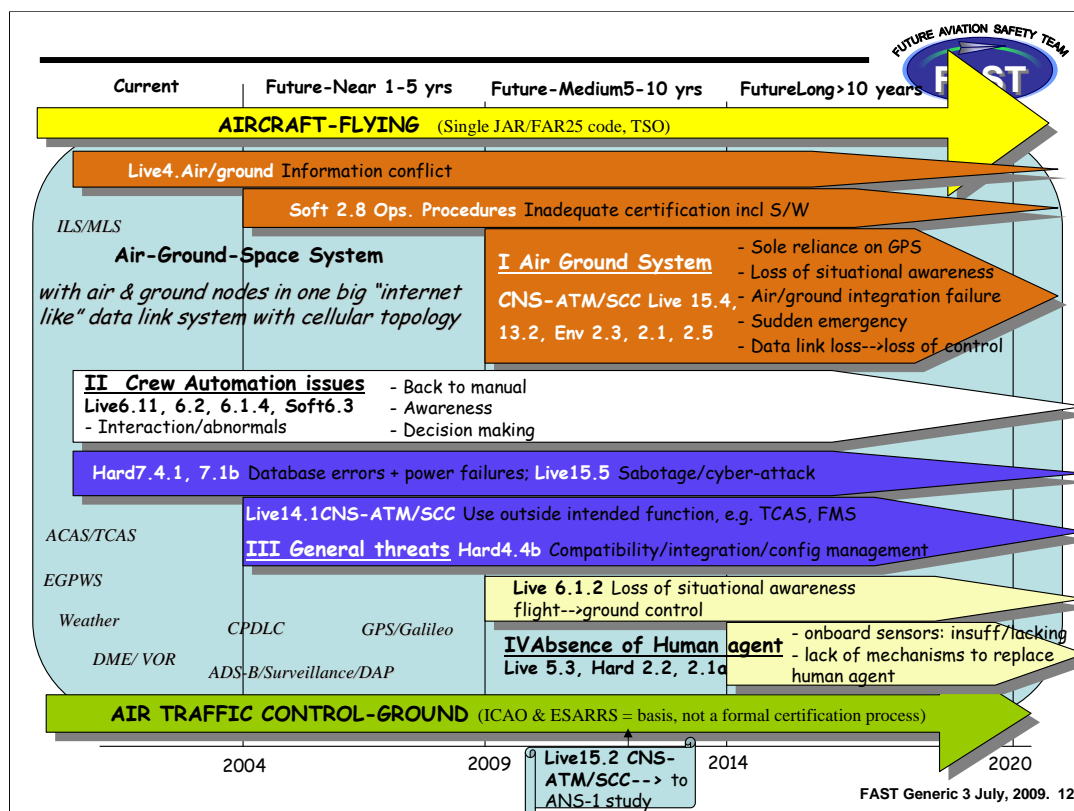 FUTURE AVIATION SAFETY TEAM
FAST
Current
Future-Near 1-5 yrs
Future-Medium5-10 yrs
FutureLong>10 years
AIRCRAFT-FLYING (Single JAR/FAR25 code, TSO)
Live4.Air/ground Information conflict
Soft 2.8 Ops. Procedures Inadequate certification incl S/W
ILS/MLS
Air-Ground-Space System
with air & ground nodes in one big "internet
like" data link system with cellular topology
I Air Ground System
CNS-ATM/SCC Live 15.4,
13.2, Env 2.3, 2.1, 2.5
- Sole reliance on GPS
- Loss of situational awareness
- Air/ground integration failure
- Sudden emergency
- Data link loss-->loss of control
II Crew Automation issues
Live6.11, 6.2, 6.1.4, Soft6.3
- Interaction/abnormals
- Back to manual
- Awareness
- Decision making
Hard7.4.1, 7.1b Database errors + power failures; Live15.5 Sabotage/cyber-attack
Live14.1CNS-ATM/SCC Use outside intended function, e.g. TCAS, FMS
III General threats Hard4.4b Compatibility/integration/config management
ACAS/TCAS
EGPWS
Weather
DME/ VOR
CPDLC
ADS-B/Surveillance/DAP
GPS/Galileo
Live 6.1.2 Loss of situational awareness
flight-->ground control
IVAbsence of Human agent
Live 5.3, Hard 2.2, 2.1a
- onboard sensors: insuff/lacking
- lack of mechanisms to replace
human agent
AIR TRAFFIC CONTROL-GROUND (ICAO & ESARRS = basis, not a formal certification process)
2004
2009
2014
2020
Live15.2 CNS-
ATM/SCC--> to
ANS-1 study
FAST Generic 3 July, 2009. 12